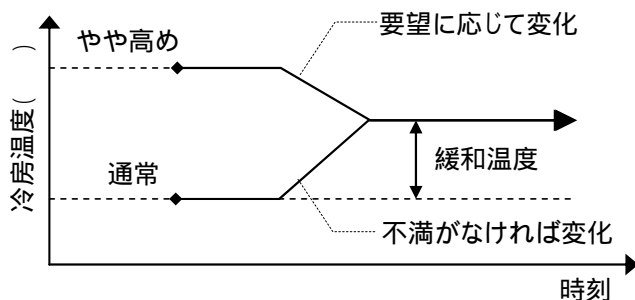 要望に応じて変化
やや高め
冷房温度( )
緩和温度
通常
不満がなければ変化
時刻